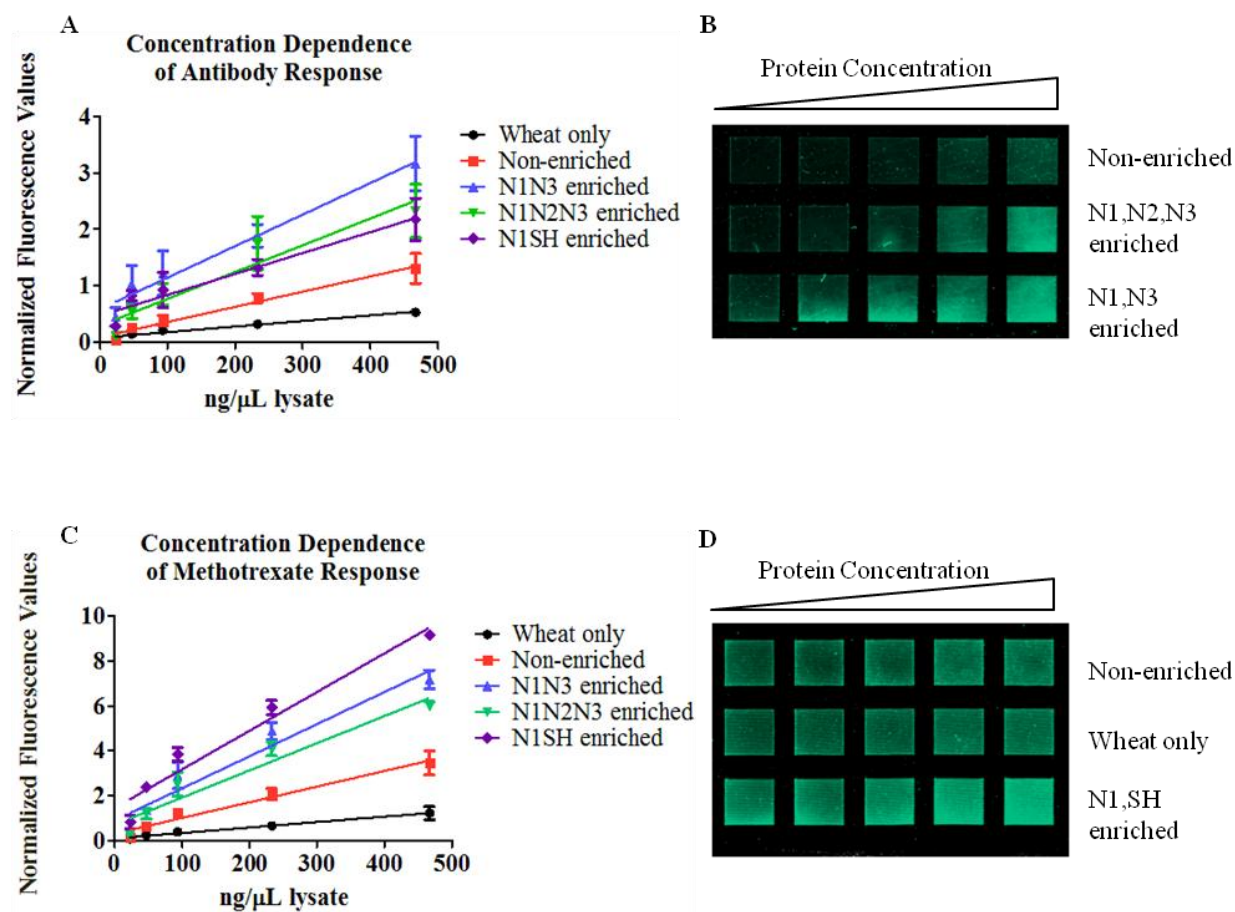 A
Concentration Dependence
of Antibody Response
Normalized Fluorescence Values
4
3
2
1
0
0
100
200
300
400
500
ng/μL lysate
Wheat only
Non-enriched
N1N3 enriched
N1N2N3 enriched
N1SH enriched
B
Protein Concentration
Non-enriched
N1,N2,N3
enriched
N1,N3
enriched
C
Concentration Dependence
of Methotrexate Response
Normalized Fluorescence Values
10
8
6
4
2
0
0
100
200
300
400
500
ng/μL lysate
Wheat only
Non-enriched
N1N3 enriched
N1N2N3 enriched
N1SH enriched
D
Protein Concentration
Non-enriched
Wheat only
N1,SH
enriched